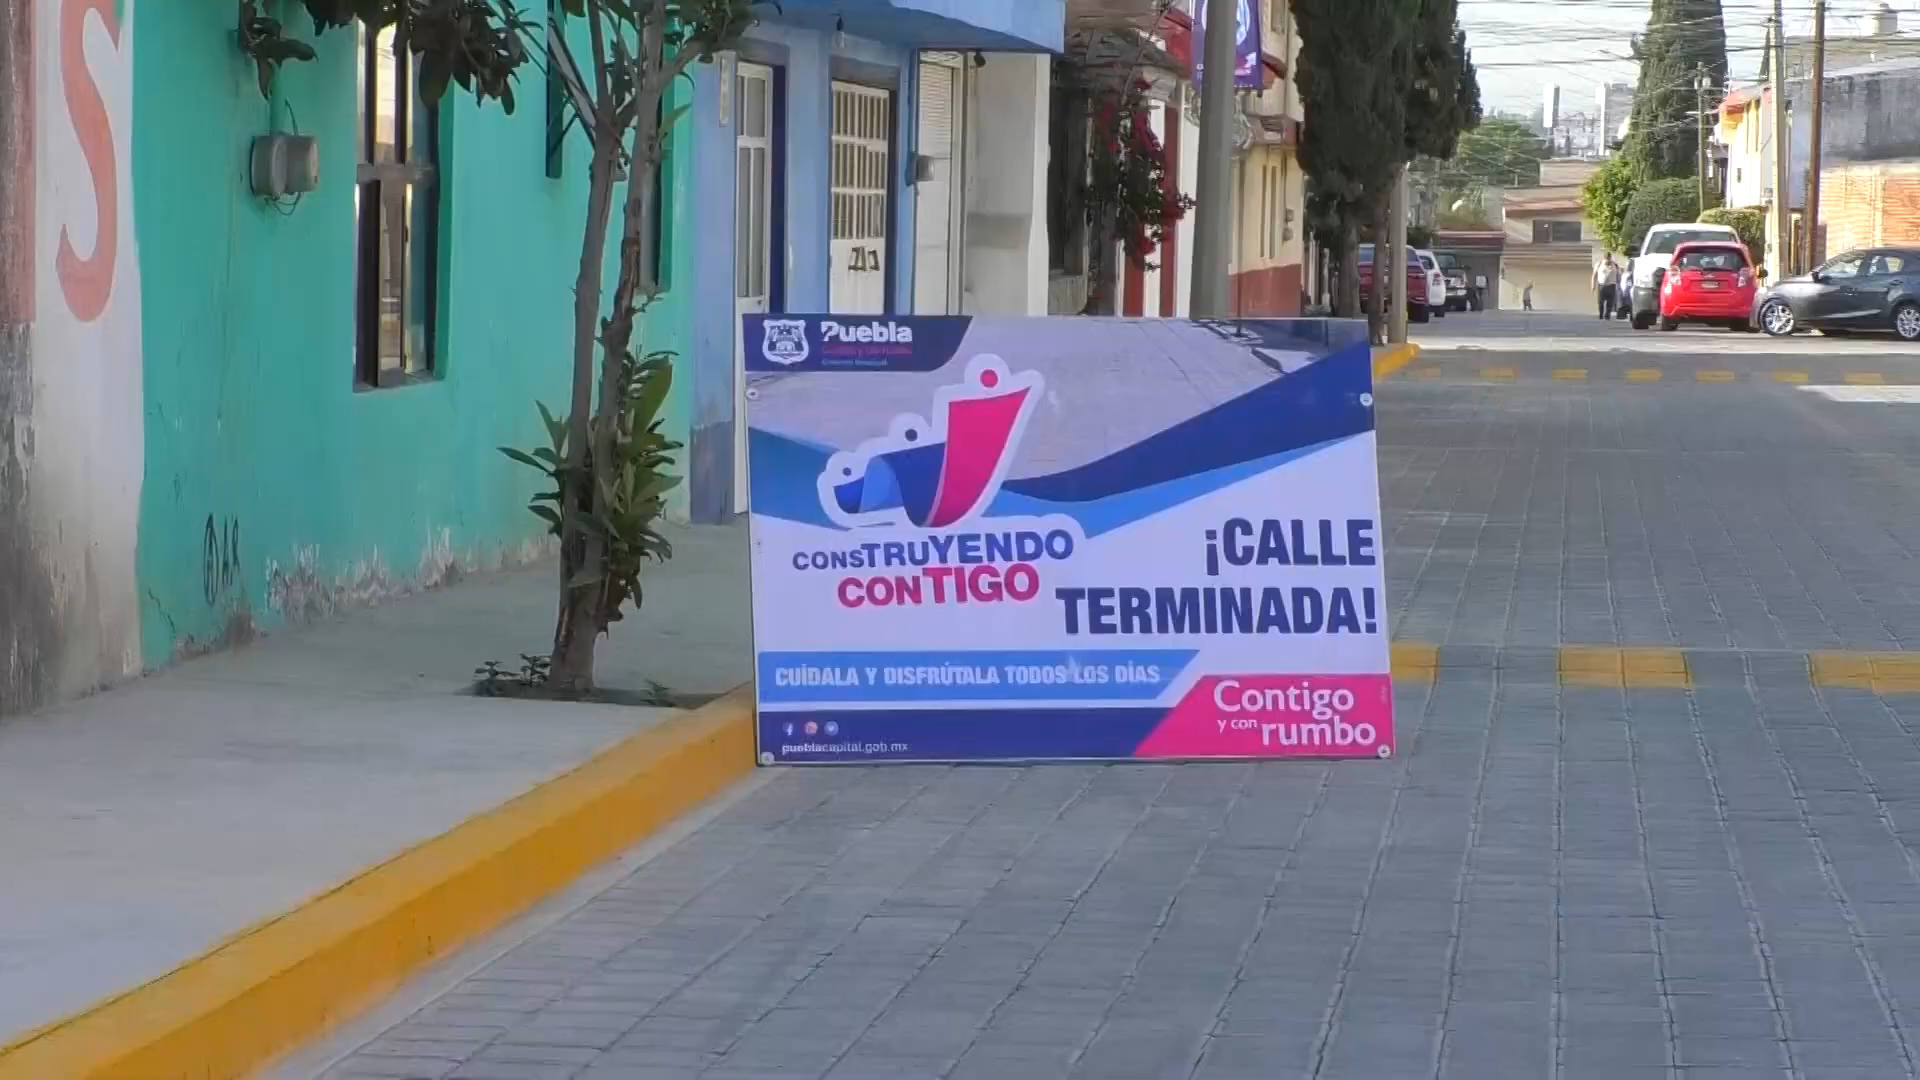 S
Puebla
CONSTRUYENDO
CONTIGO
¡CALLE
TERMINADA!
CUÍDALA Y DISFRÚTALA TODOS LOS DÍAS
Contigo
y con rumbo
pueblacapital.gob.mx